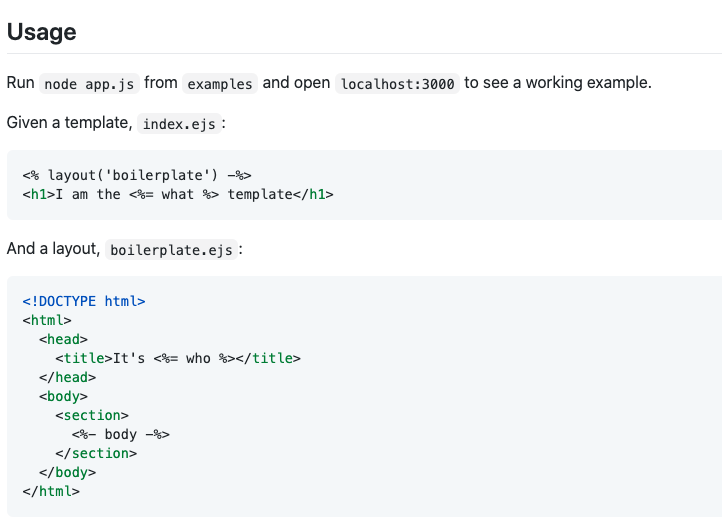 Usage
Run node app.js from examples and open localhost:3000 to see a working example.
Given a template, index.ejs:
<% layout('boilerplate') -%>
<h1>I am the <%= what %> template</h1>
And a layout, boilerplate.ejs:
<!DOCTYPE html>
<html>
  <head>
    <title>It's <%= who %></title>
  </head>
  <body>
    <section>
      <%- body -%>
    </section>
  </body>
</html>